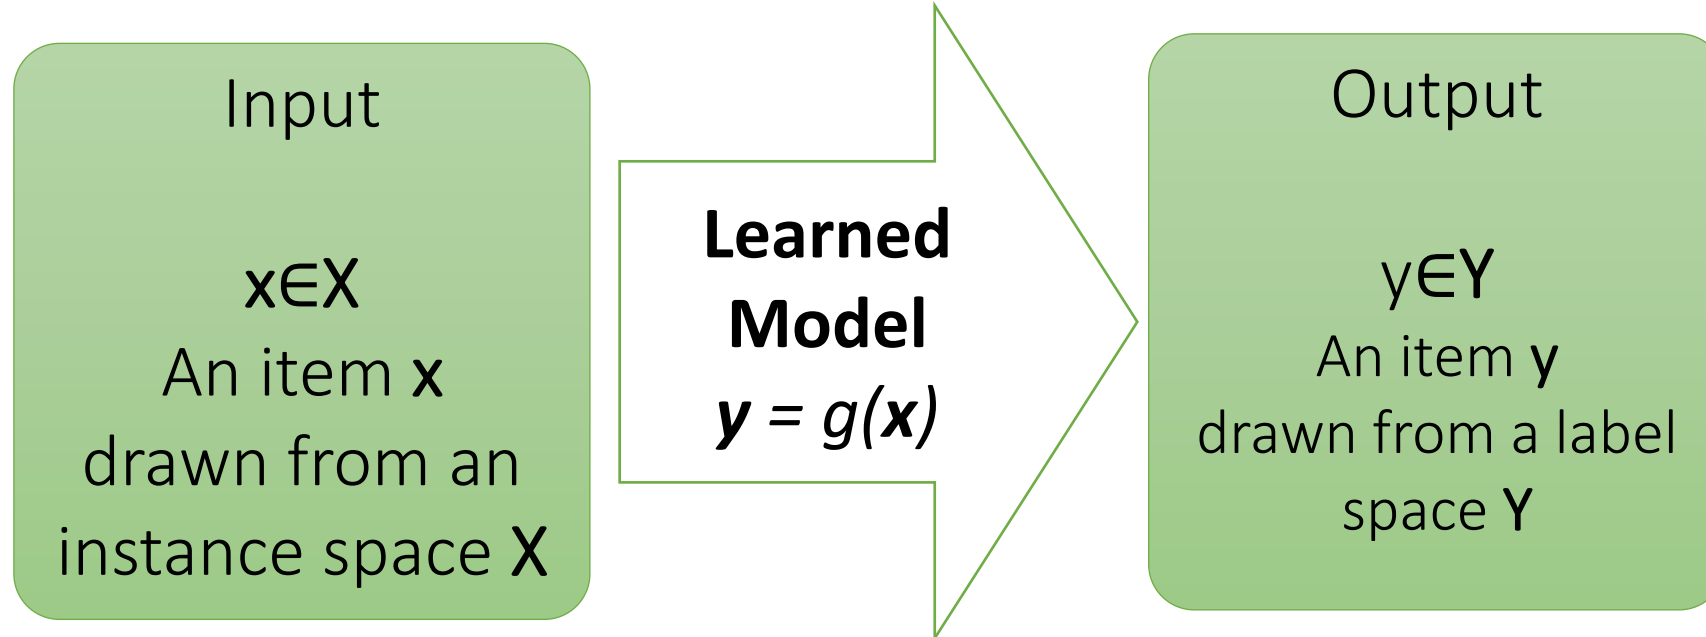 Input
x∈X
An item x
drawn from an
instance space X
Learned
Model
y = g(x)
Output
y∈Y
An item y
drawn from a label
space Y